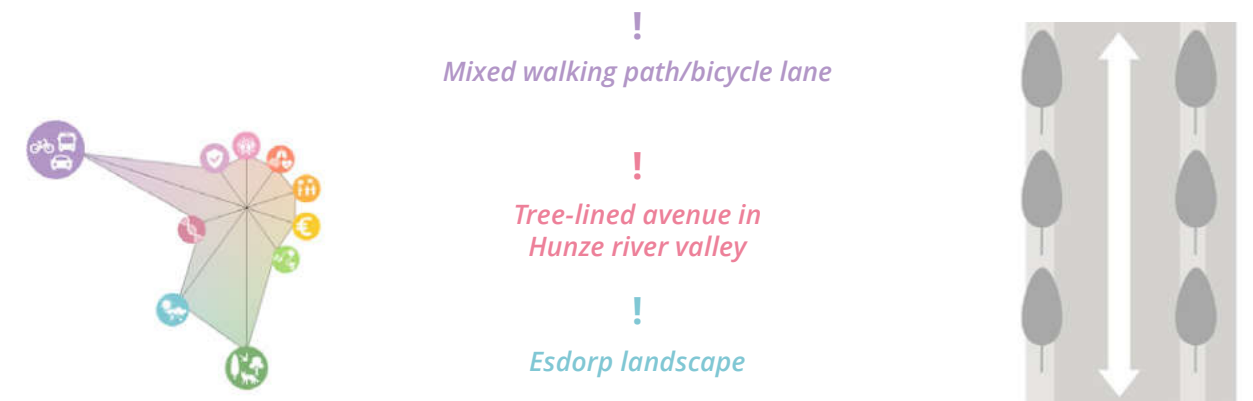 !
Mixed walking path/bicycle lane
!
Tree-lined avenue in
Hunze river valley
!
Esdorp landscape
€